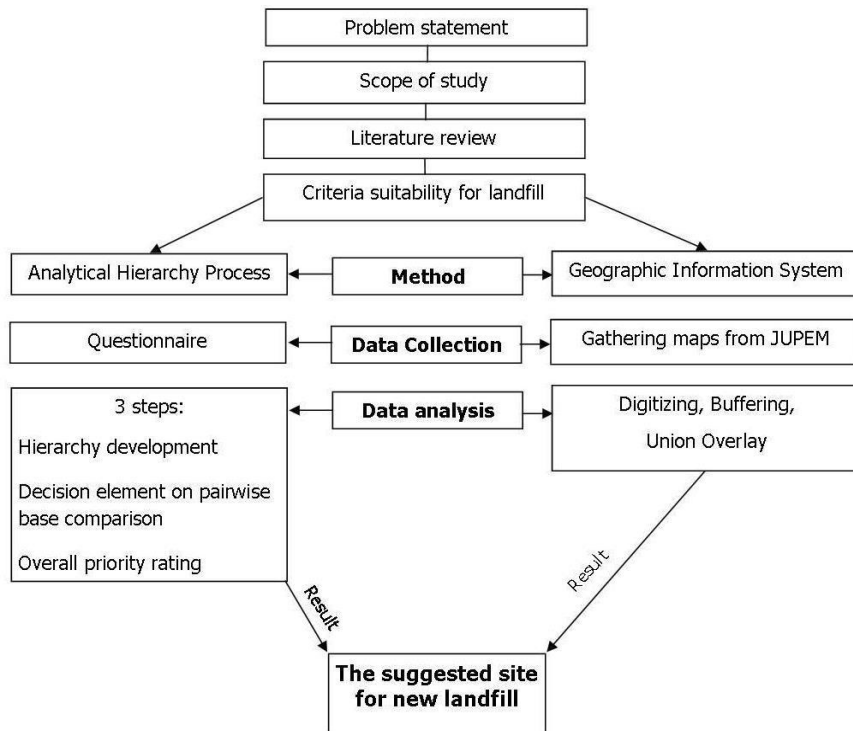 Problem statement
Scope of study
Literature review
Criteria suitability for landfill
Analytical Hierarchy Process
Method
Geographic Information System
Questionnaire
Data Collection
Gathering maps from JUPEM
3 steps:
Hierarchy development
Decision element on pairwise
base comparison
Overall priority rating
Data analysis
Digitizing, Buffering,
Union Overlay
Result
Result
The suggested site
for new landfill